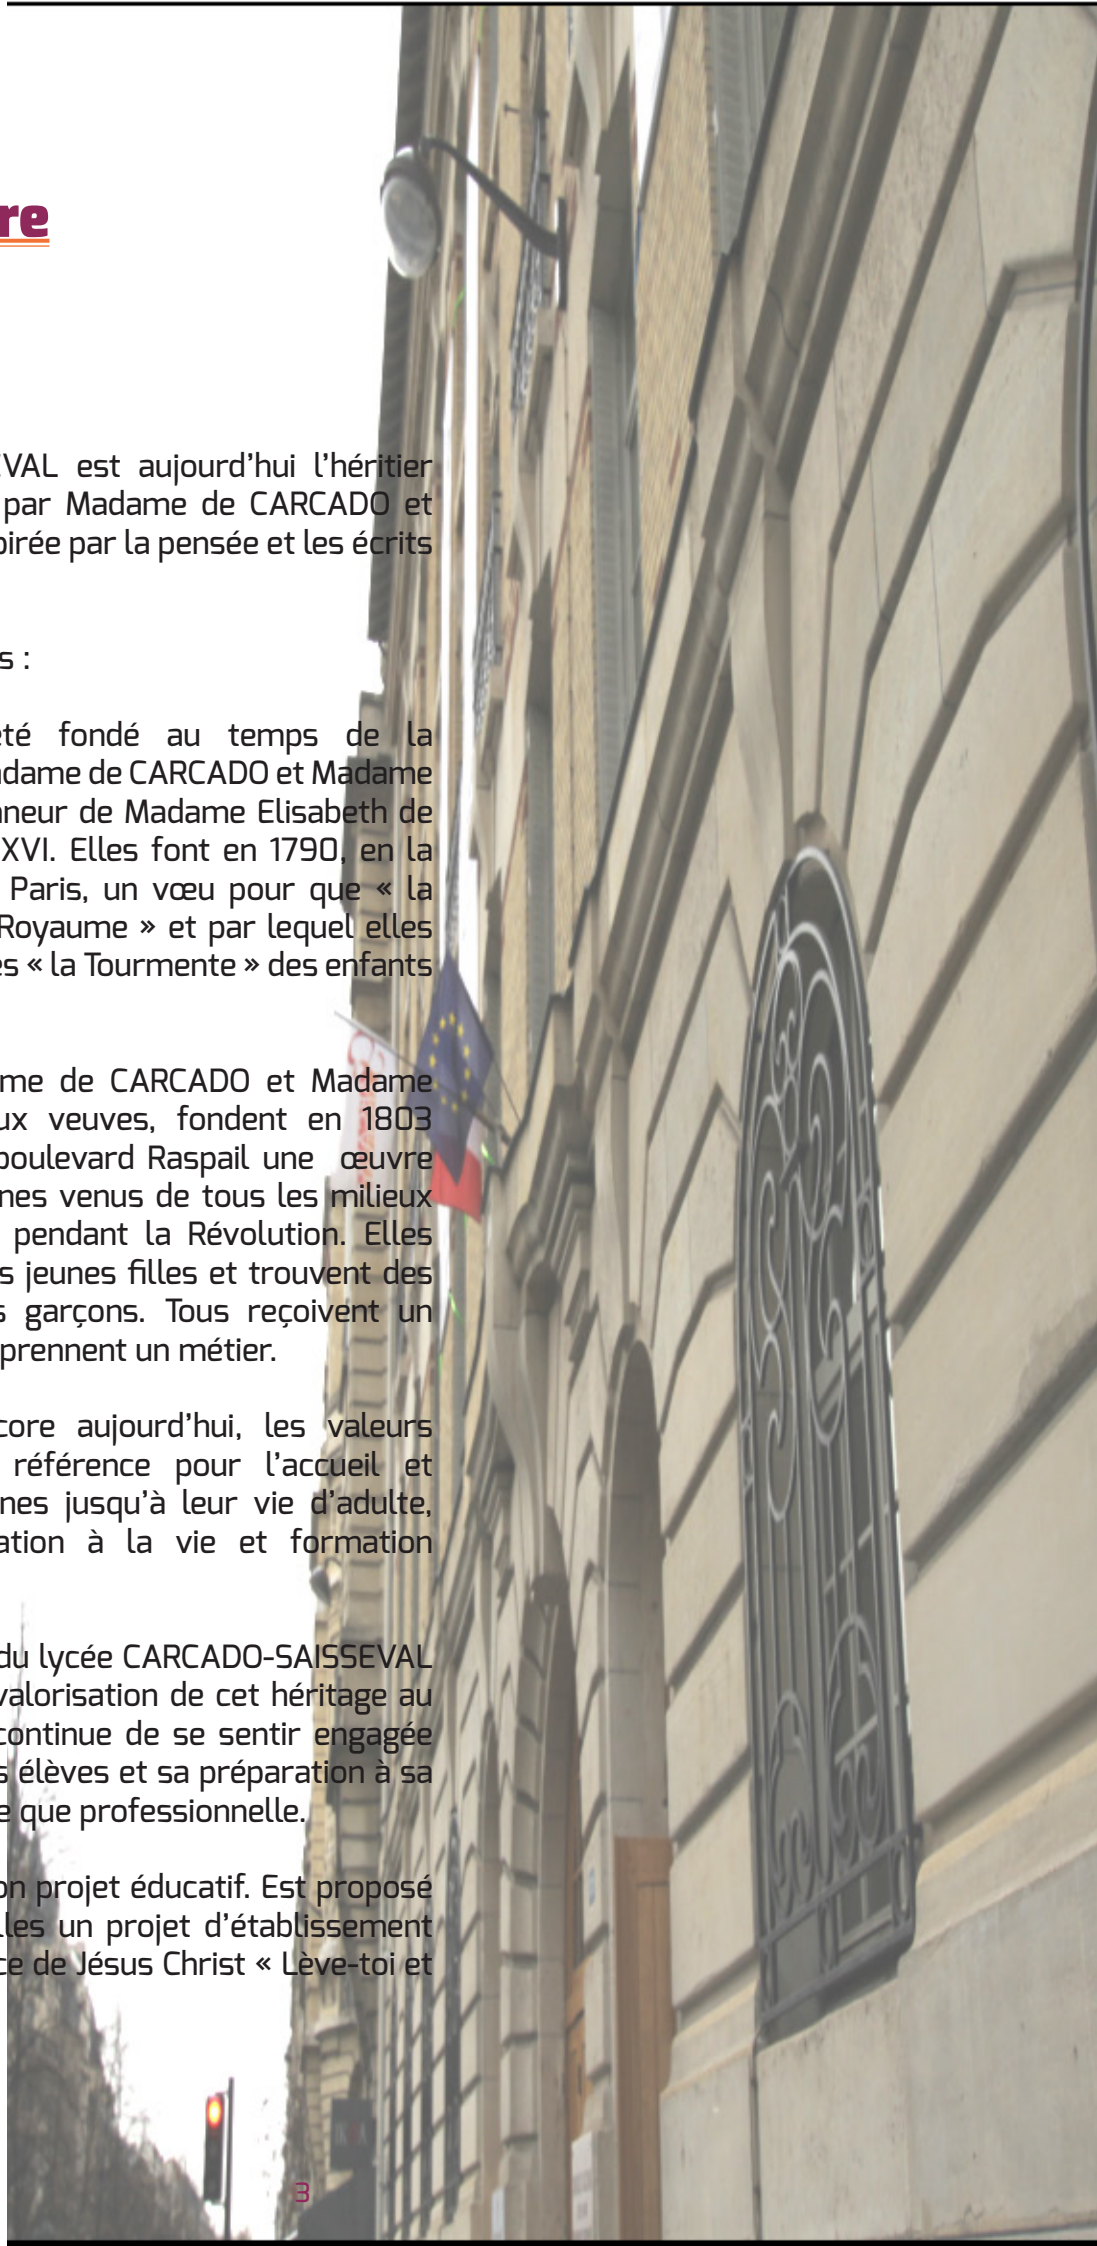 re
EVAL est aujourd’hui l’héritier
par Madame de CARCADO et
pirée par la pensée et les écrits
s :
été fondé au temps de la
adame de CARCADO et Madame
nneur de Madame Elisabeth de
XVI. Elles font en 1790, en la
Paris, un vœu pour que « la
Royaume » et par lequel elles
es « la Tourmente » des enfants
me de CARCADO et Madame
ux veuves, fondent en 1803
boulevard Raspail une œuvre
nes venus de tous les milieux
pendant la Révolution. Elles
s jeunes filles et trouvent des
s garçons. Tous reçoivent un
prennent un métier.
core aujourd’hui, les valeurs
référence pour l’accueil et
nes jusqu’à leur vie d’adulte,
ation à la vie et formation
du lycée CARCADO-SAISSEVAL
valorisation de cet héritage au
continue de se sentir engagée
s élèves et sa préparation à sa
e que professionnelle.
on projet éducatif. Est proposé
lles un projet d’établissement
ce de Jésus Christ « Lève-toi et
3